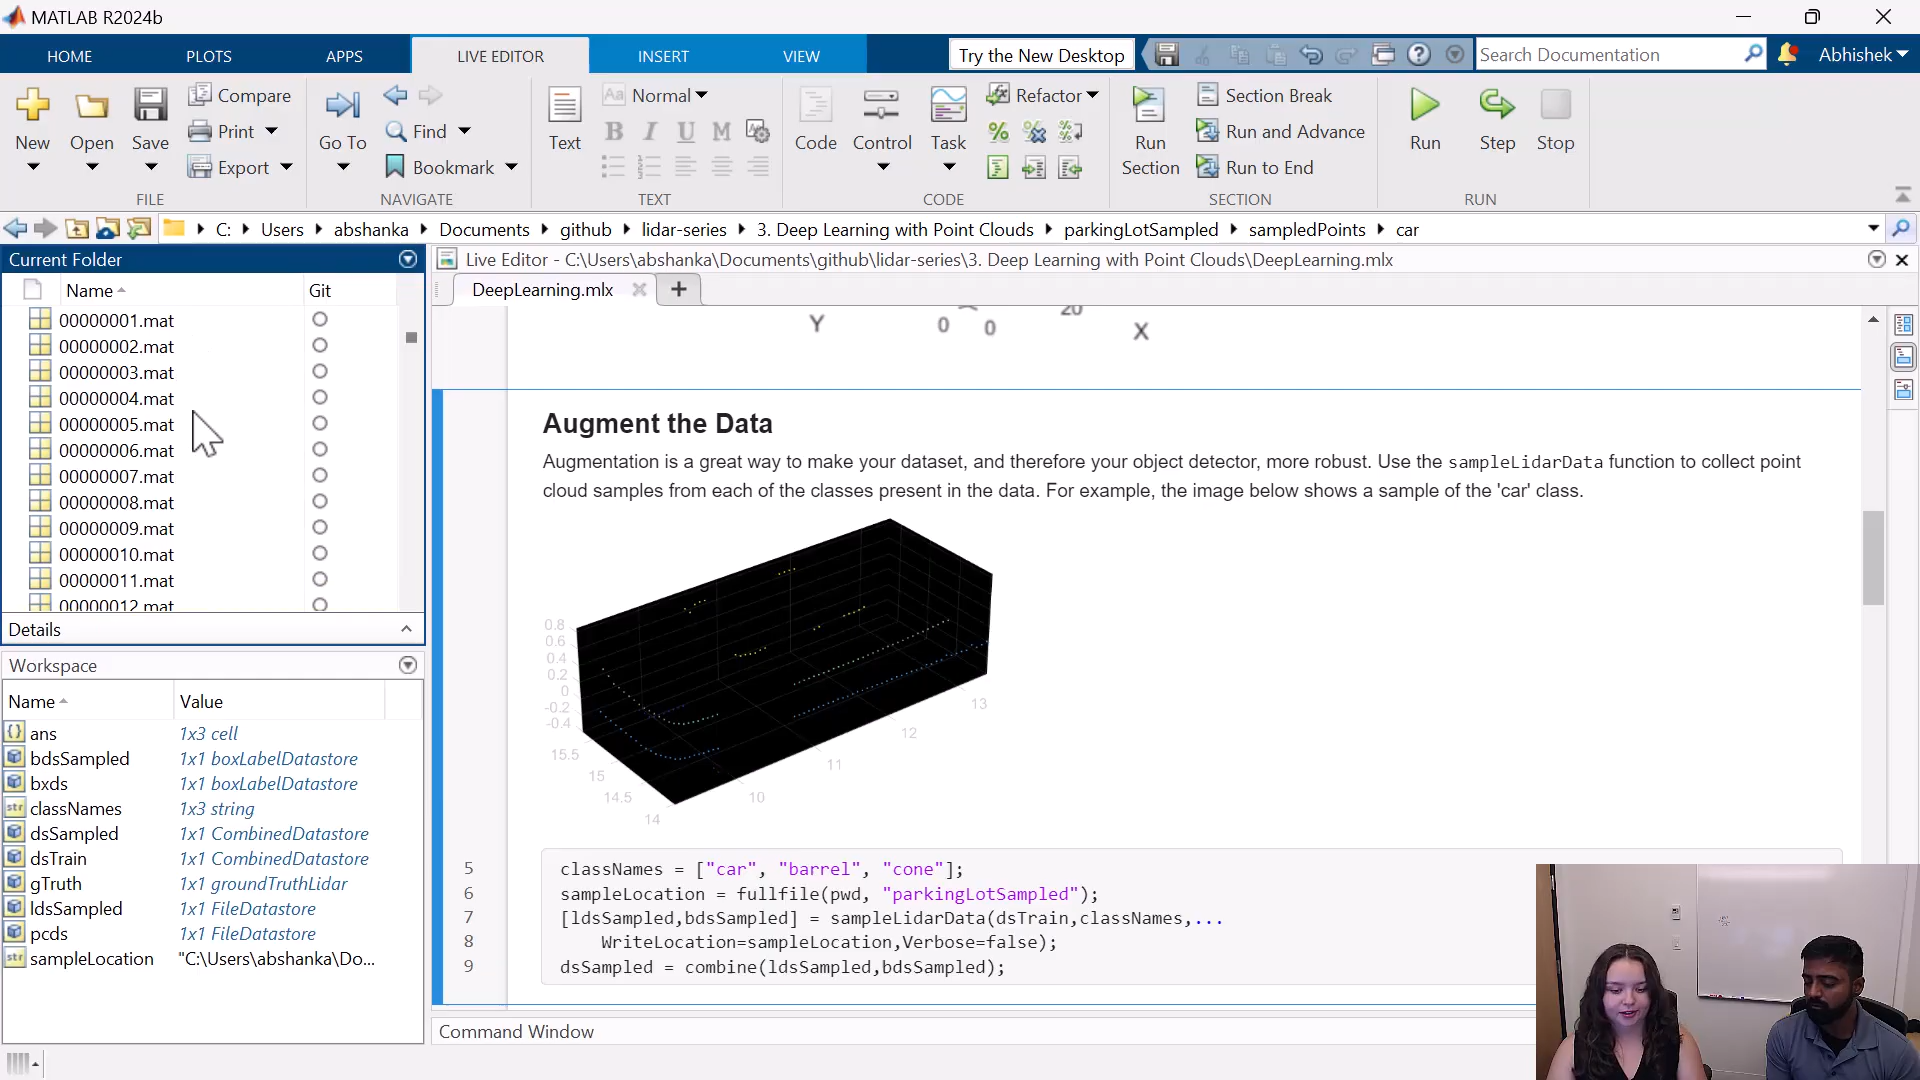 MATLAB R2024b
HOME PLOTS APPS LIVE EDITOR INSERT VIEW Try the New Desktop Search Documentation Abhishek
New Open Save Compare Print Export FILE
Go To Find Bookmark NAVIGATE
Text Aa Normal B I U M TEXT
Code Control Task Refactor CODE
Run Section Section Break Run and Advance Run to End SECTION
Run Step Stop RUN
C: Users abshanka Documents github lidar-series 3. Deep Learning with Point Clouds parkingLotSampled sampledPoints car
Current Folder
Name Git
00000001.mat
00000002.mat
00000003.mat
00000004.mat
00000005.mat
00000006.mat
00000007.mat
00000008.mat
00000009.mat
00000010.mat
00000011.mat
00000012.mat
Details
Workspace
Name Value
ans 1x3 cell
bdsSampled 1x1 boxLabelDatastore
bxds 1x1 boxLabelDatastore
classNames 1x3 string
dsSampled 1x1 CombinedDatastore
dsTrain 1x1 CombinedDatastore
gTruth 1x1 groundTruthLidar
ldsSampled 1x1 FileDatastore
pcds 1x1 FileDatastore
sampleLocation "C:\Users\abshanka\Do...
Live Editor - C:\Users\abshanka\Documents\github\lidar-series\3. Deep Learning with Point Clouds\DeepLearning.mlx
DeepLearning.mlx
Y 0 0 20 X
Augment the Data
Augmentation is a great way to make your dataset, and therefore your object detector, more robust. Use the sampleLidarData function to collect point
cloud samples from each of the classes present in the data. For example, the image below shows a sample of the 'car' class.
0.8
0.6
0.4
0.2
0
-0.2
-0.4
15.5
15
14.5
14
10
11
12
13
5 classNames = ["car", "barrel", "cone"];
6 sampleLocation = fullfile(pwd, "parkingLotSampled");
7 [ldsSampled,bdsSampled] = sampleLidarData(dsTrain,classNames,...
8 WriteLocation=sampleLocation,Verbose=false);
9 dsSampled = combine(ldsSampled,bdsSampled);
Command Window